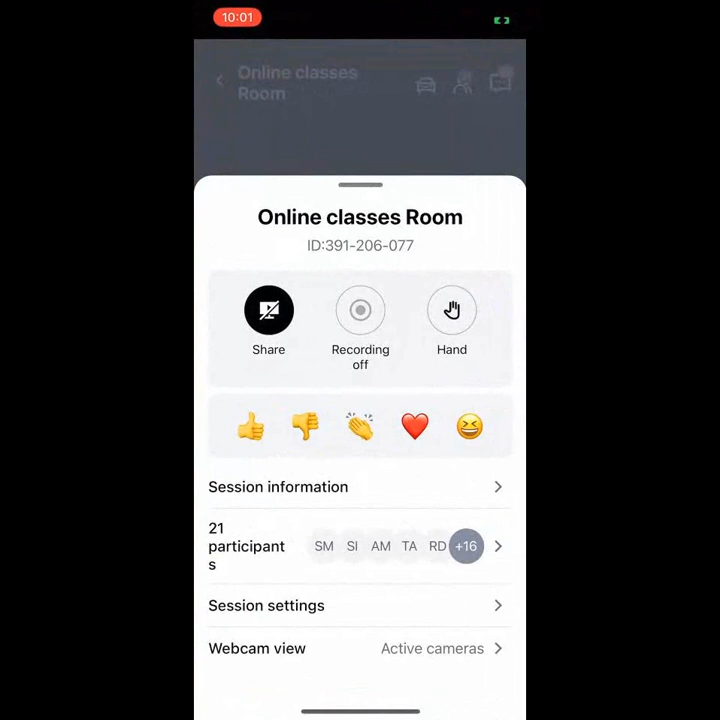 10:01
Online classes
Room
Online classes Room
ID:391-206-077
Share
Recording
off
Hand
Session information
21
participant
s
SM SI AM TA RD +16
Session settings
Webcam view Active cameras